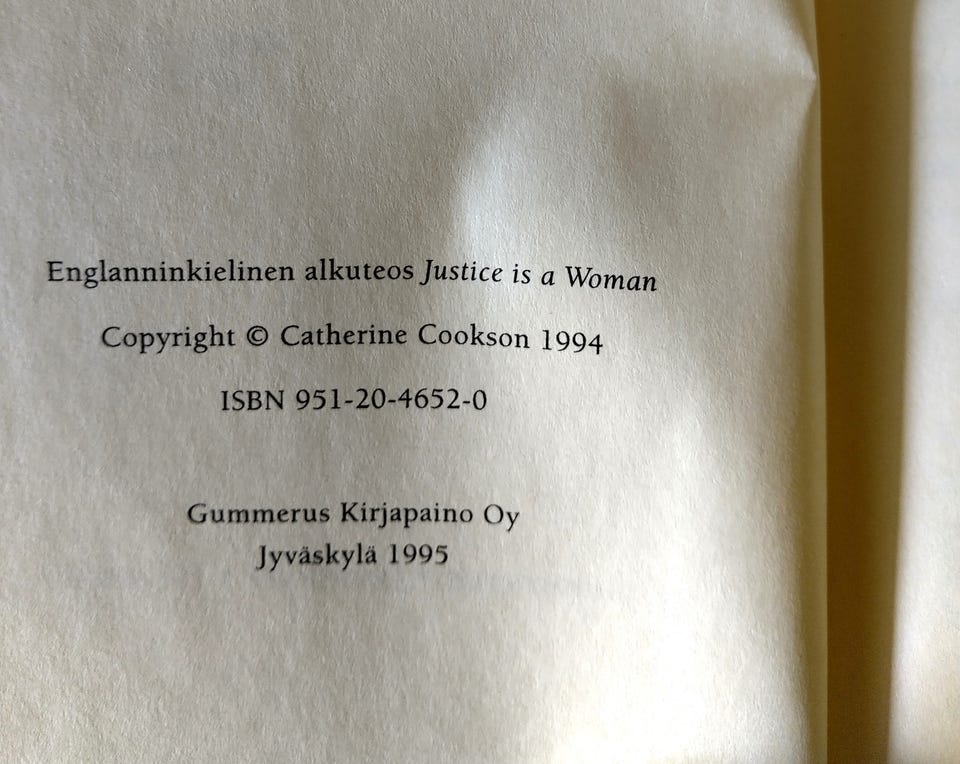 Englanninkielinen alkuteos Justice is a Woman
Copyright © Catherine Cookson 1994
ISBN 951-20-4652-0
Gummerus Kirjapaino Oy
Jyväskylä 1995